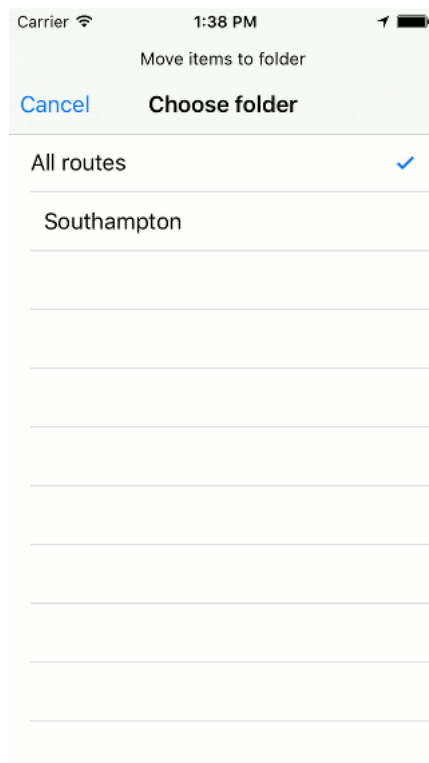 Carrier 1:38 PM
Move items to folder
Cancel Choose folder
All routes
Southampton